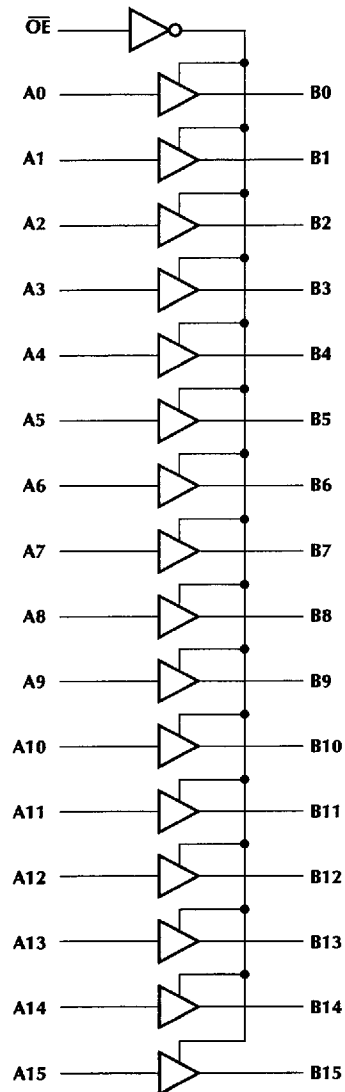 O̅E̅
A0 B0
A1 B1
A2 B2
A3 B3
A4 B4
A5 B5
A6 B6
A7 B7
A8 B8
A9 B9
A10 B10
A11 B11
A12 B12
A13 B13
A14 B14
A15 B15